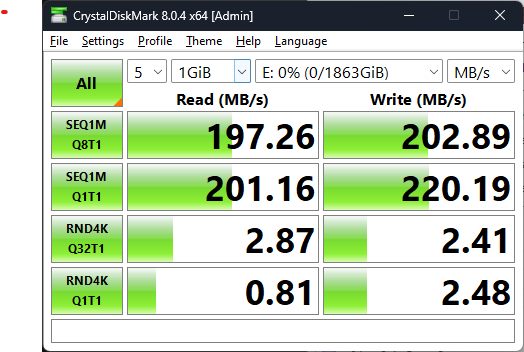 CrystalDiskMark 8.0.4 x64 [Admin]
File Settings Profile Theme Help Language
All 5 1GiB E: 0% (0/1863GiB) MB/s
Read (MB/s) Write (MB/s)
SEQ1M
Q8T1 197.26 202.89
SEQ1M
Q1T1 201.16 220.19
RND4K
Q32T1 2.87 2.41
RND4K
Q1T1 0.81 2.48